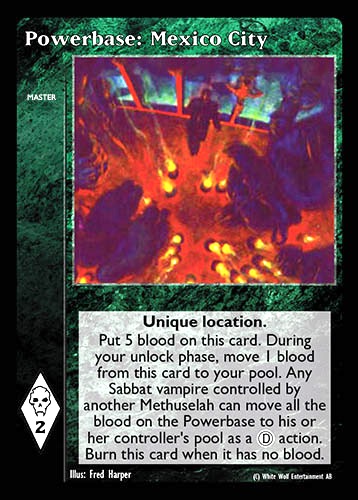 Powerbase: Mexico City
MASTER
Unique location.
Put 5 blood on this card. During
your unlock phase, move 1 blood
from this card to your pool. Any
Sabbat vampire controlled by
another Methuselah can move all the
blood on the Powerbase to his or
her controller's pool as a Ⓓ action.
Burn this card when it has no blood.
2
Illus: Fred Harper
(C) White Wolf Entertainment AB